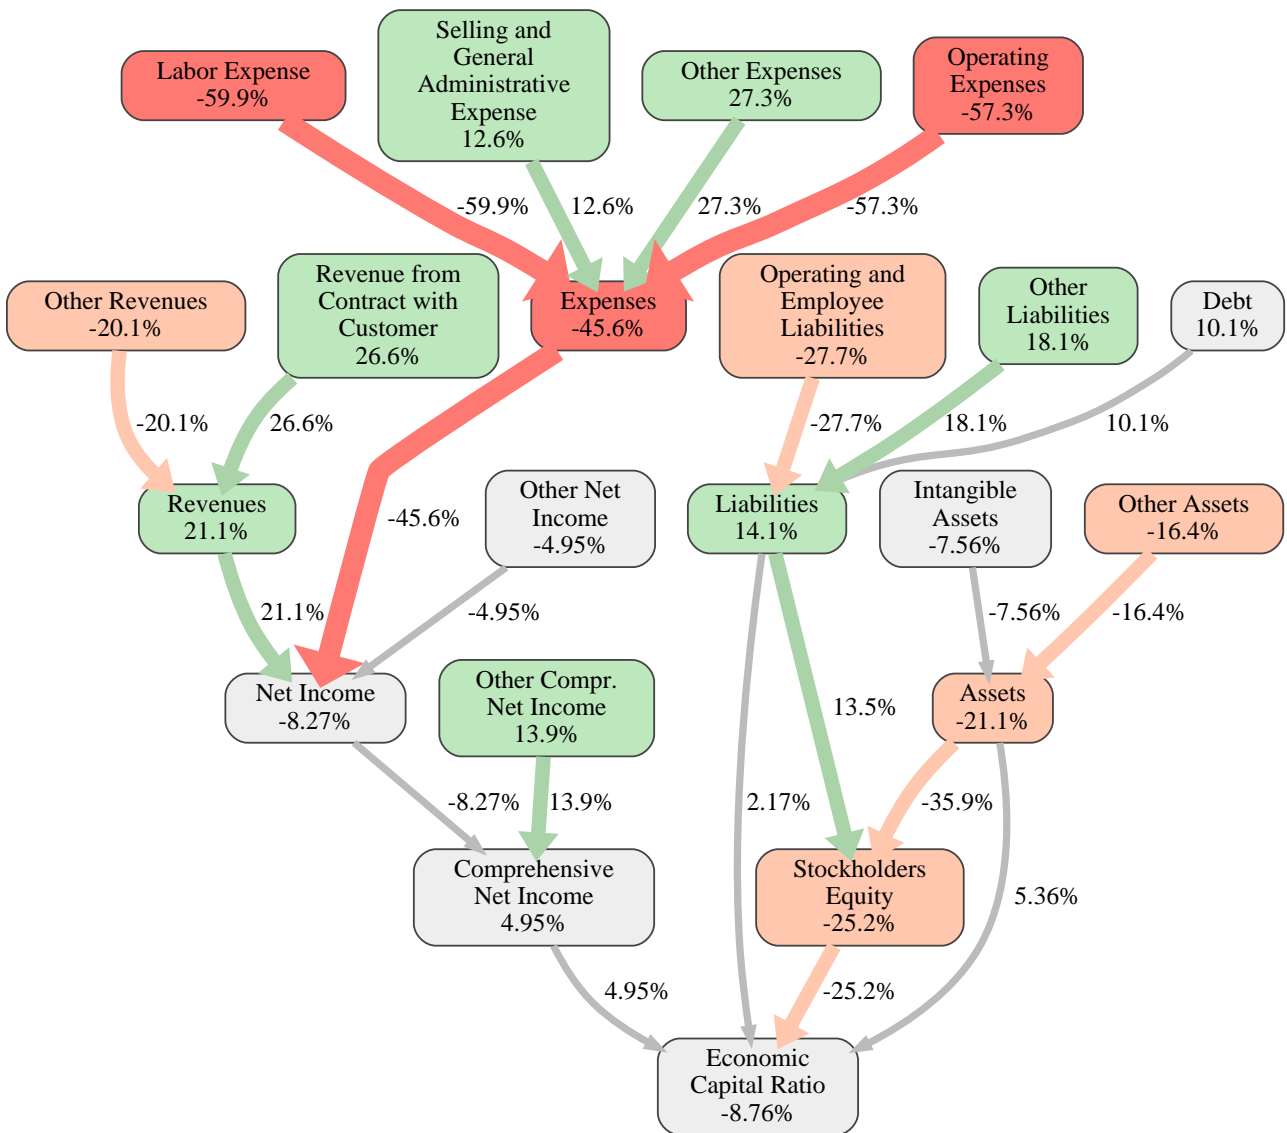 Labor Expense
-59.9%
Selling and
General
Administrative
Expense
12.6%
Other Expenses
27.3%
Operating
Expenses
-57.3%
-59.9%
12.6%
27.3%
-57.3%
Other Revenues
-20.1%
Revenue from
Contract with
Customer
26.6%
Expenses
-45.6%
Operating and
Employee
Liabilities
-27.7%
Other
Liabilities
18.1%
Debt
10.1%
-20.1%
26.6%
-27.7%
18.1%
10.1%
Revenues
21.1%
-45.6%
Other Net
Income
-4.95%
Liabilities
14.1%
Intangible
Assets
-7.56%
Other Assets
-16.4%
21.1%
-4.95%
-7.56%
-16.4%
Net Income
-8.27%
Other Compr.
Net Income
13.9%
13.5%
Assets
-21.1%
-8.27%
13.9%
2.17%
-35.9%
Comprehensive
Net Income
4.95%
Stockholders
Equity
-25.2%
5.36%
4.95%
-25.2%
Economic
Capital Ratio
-8.76%